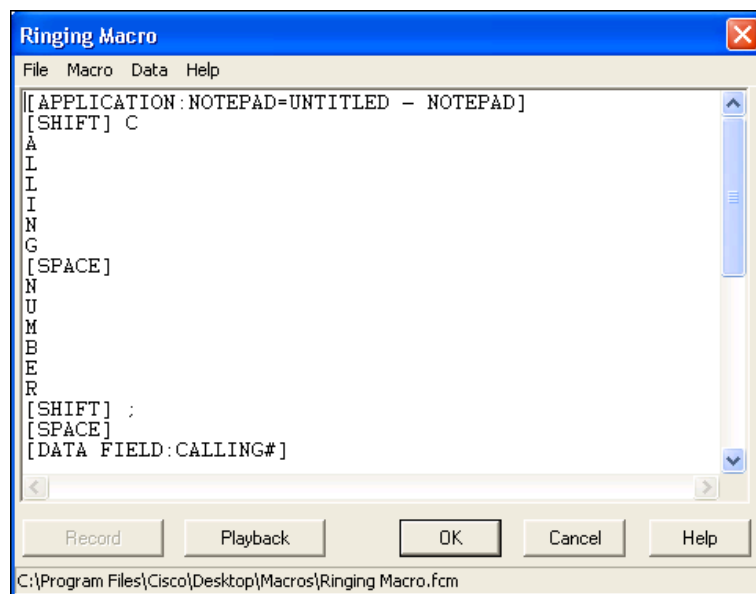 Ringing Macro
File Macro Data Help
[APPLICATION:NOTEPAD=UNTITLED – NOTEPAD]
[SHIFT] C
A
L
L
I
N
G
[SPACE]
N
U
M
B
E
R
[SHIFT] ;
[SPACE]
[DATA FIELD:CALLING#]
Record Playback OK Cancel Help
C:\Program Files\Cisco\Desktop\Macros\Ringing Macro.fcm